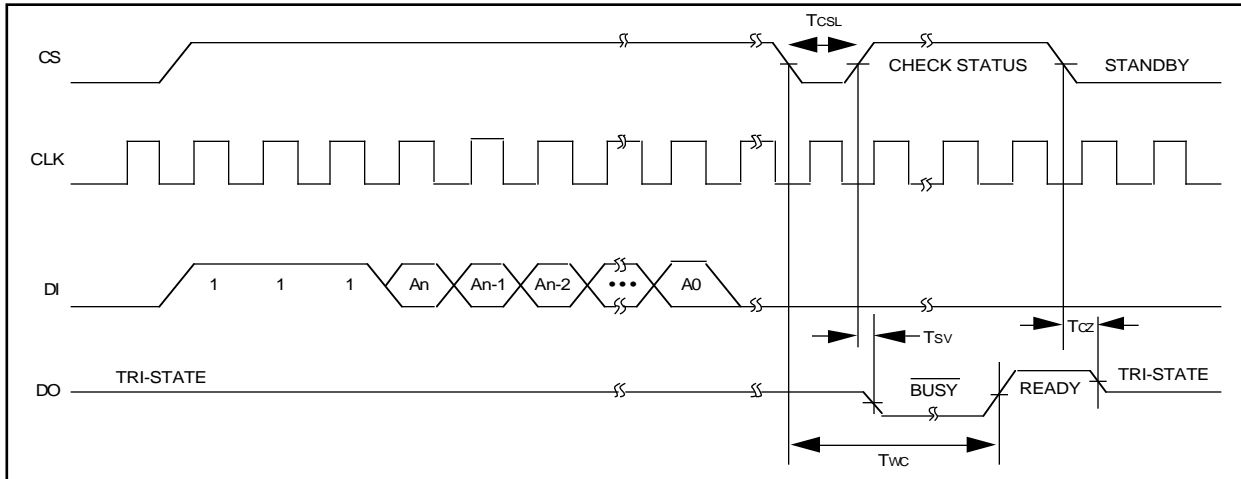 TCSL
CS
CHECK STATUS
STANDBY
CLK
DI
1 1 1 An An-1 An-2 ••• A0
TSV
TCZ
DO
TRI-STATE
BUSY
READY
TRI-STATE
TWC